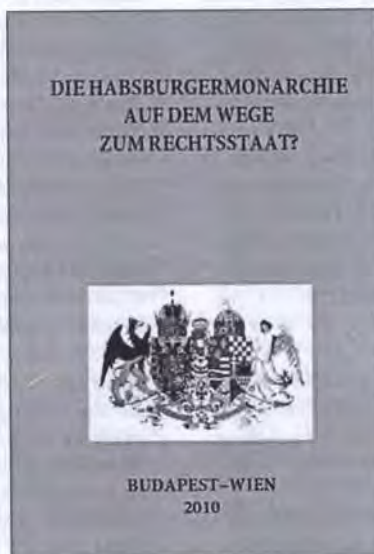 DIE HABSBURGERMONARCHIE
AUF DEM WEGE
ZUM RECHTSSTAAT?
BUDAPEST–WIEN
2010